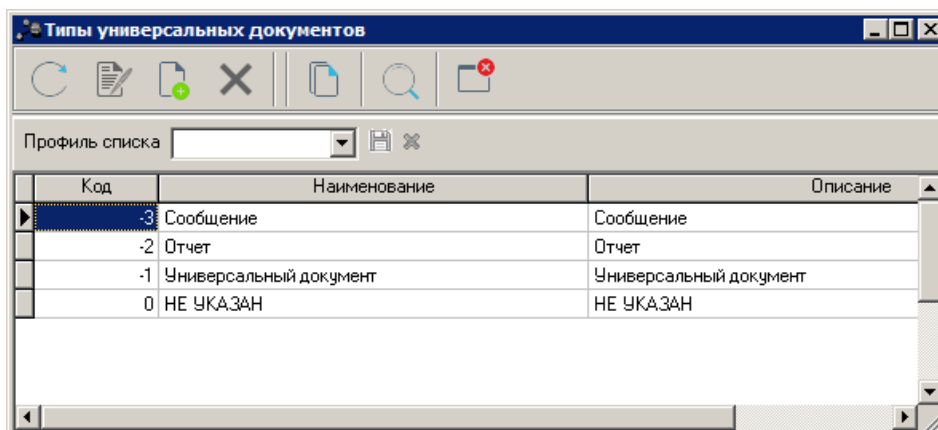 Типы универсальных документов
Профиль списка
Код Наименование Описание
-3 Сообщение Сообщение
-2 Отчет Отчет
-1 Универсальный документ Универсальный документ
0 НЕ УКАЗАН НЕ УКАЗАН